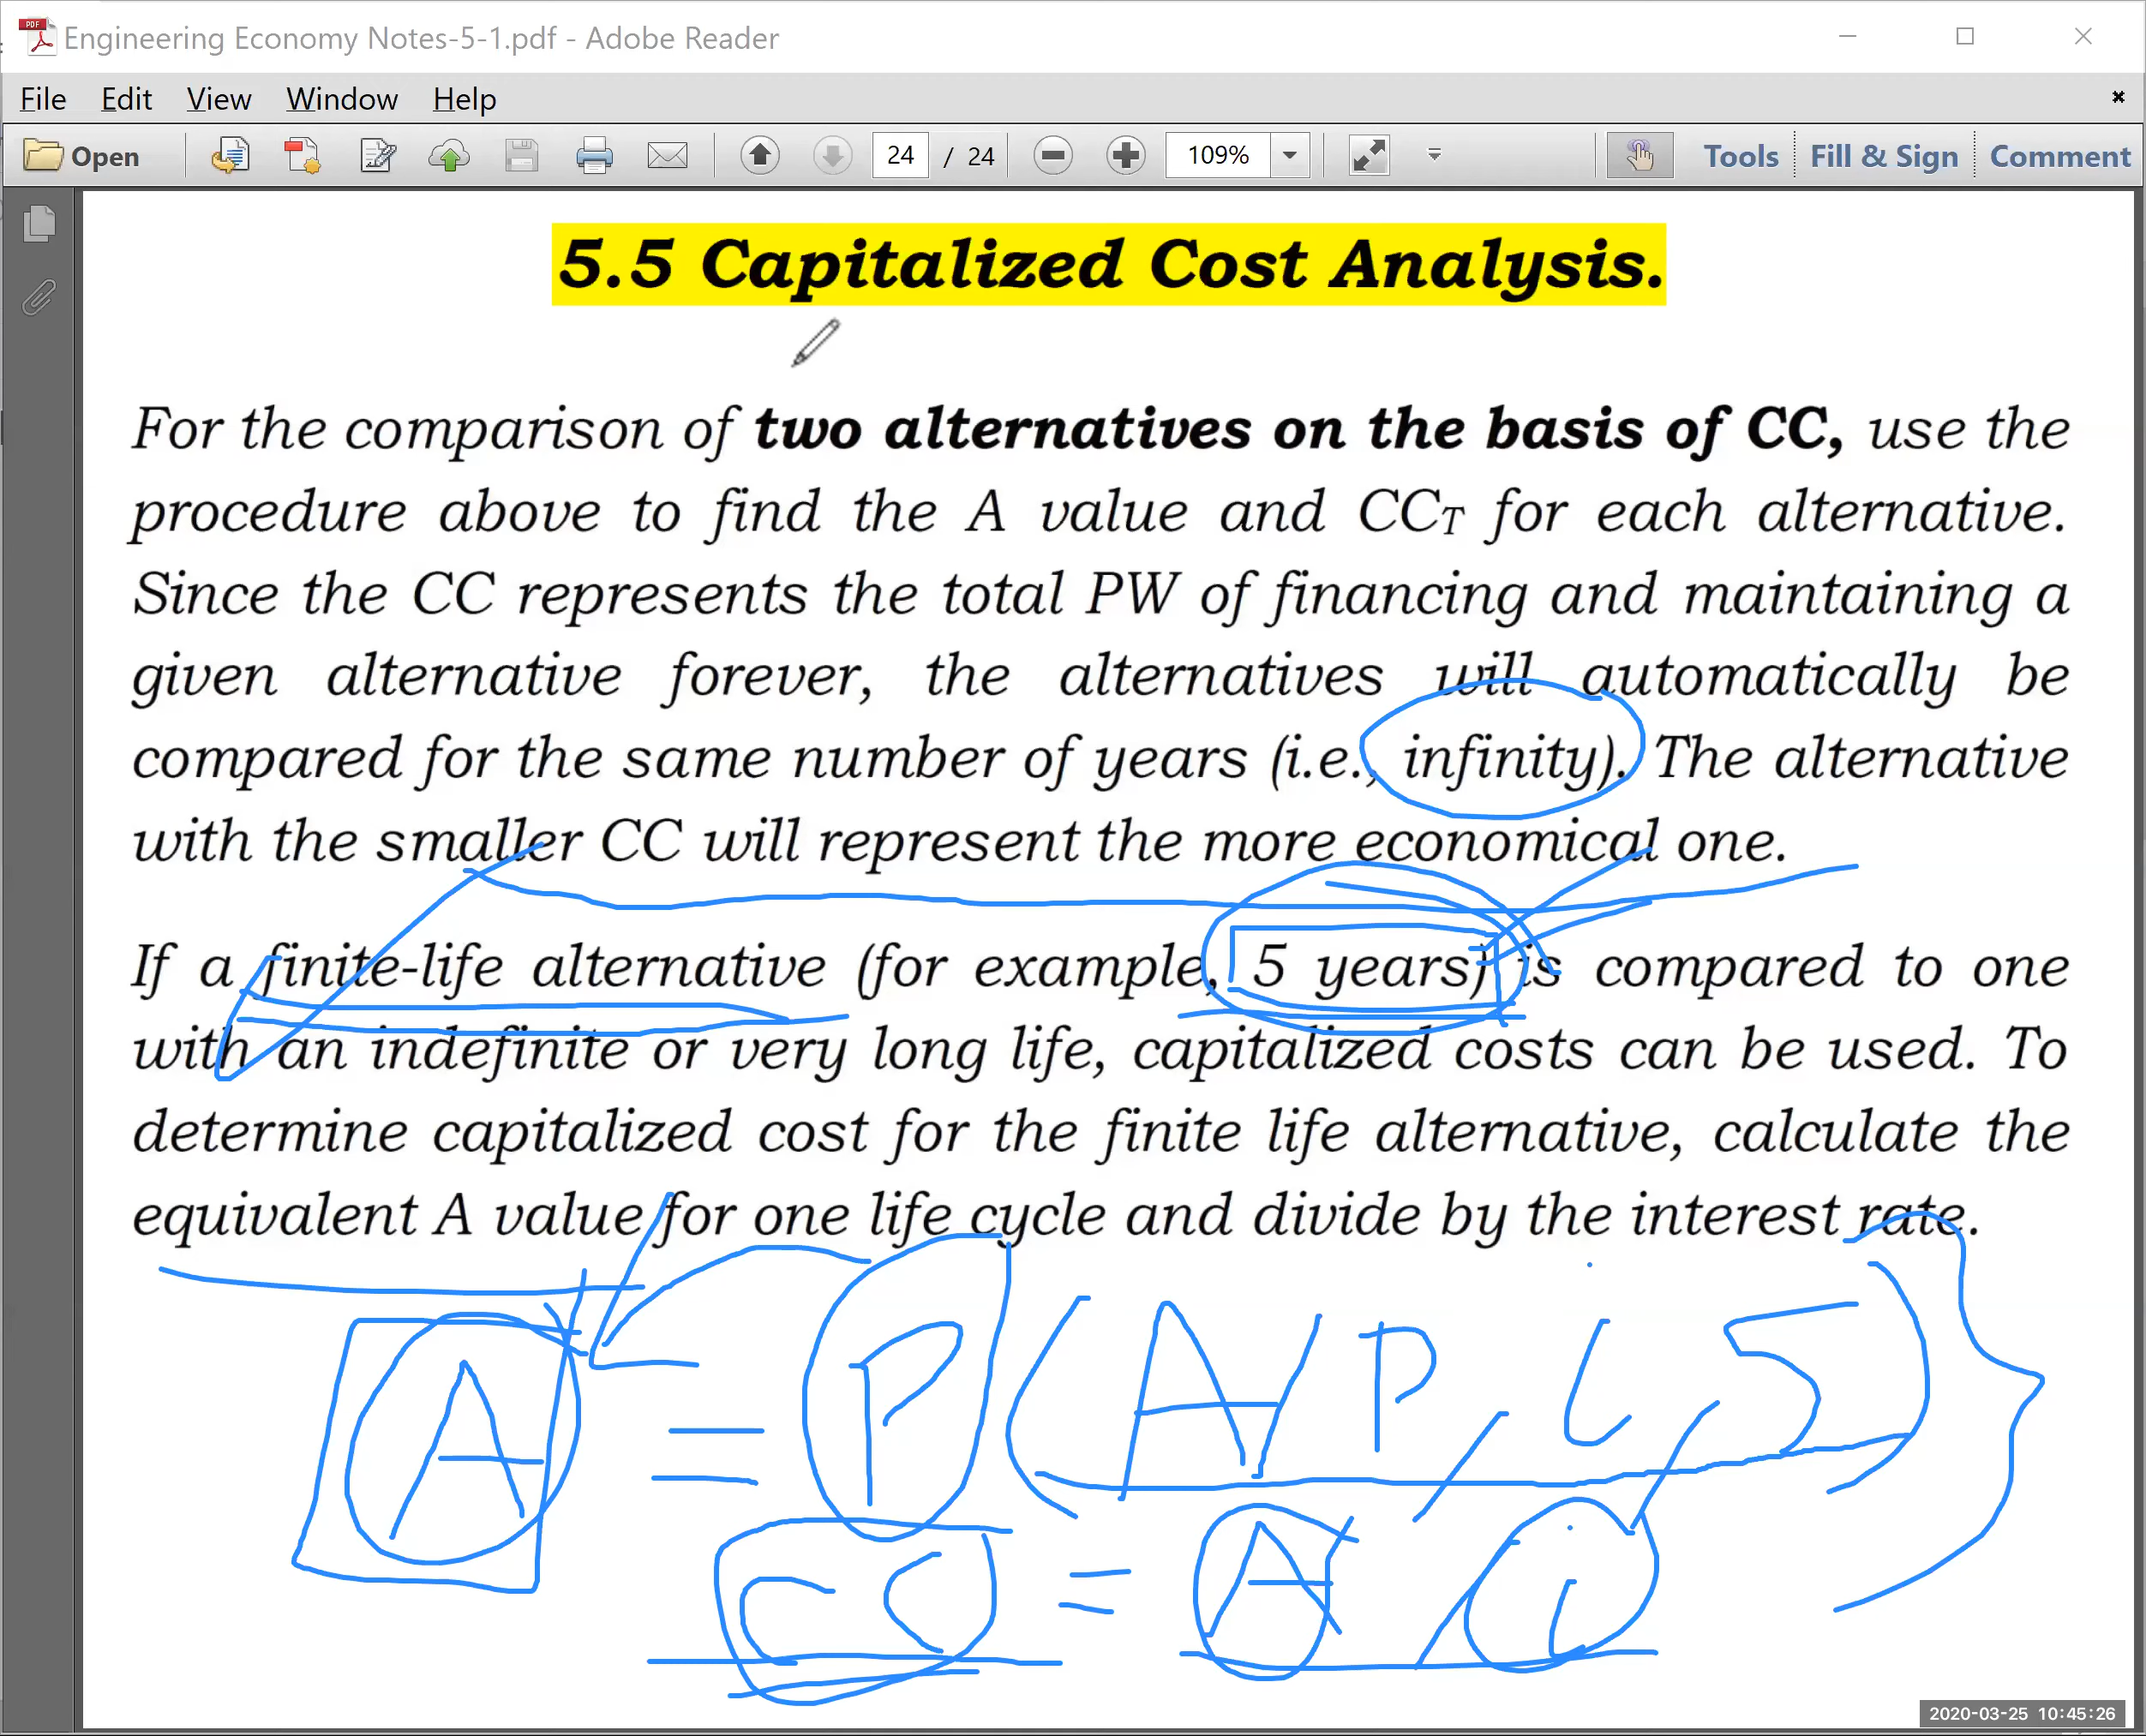 Engineering Economy Notes-5-1.pdf - Adobe Reader
File Edit View Window Help
Open 24 / 24 109% Tools Fill & Sign Comment
5.5 Capitalized Cost Analysis.
For the comparison of two alternatives on the basis of CC, use the
procedure above to find the A value and CCT for each alternative.
Since the CC represents the total PW of financing and maintaining a
given alternative forever, the alternatives will automatically be
compared for the same number of years (i.e., infinity). The alternative
with the smaller CC will represent the more economical one.
If a finite-life alternative (for example, 5 years) is compared to one
with an indefinite or very long life, capitalized costs can be used. To
determine capitalized cost for the finite life alternative, calculate the
equivalent A value for one life cycle and divide by the interest rate.
A = P (A/P, i, 5)
CC = A / i
2020-03-25 10:45:26